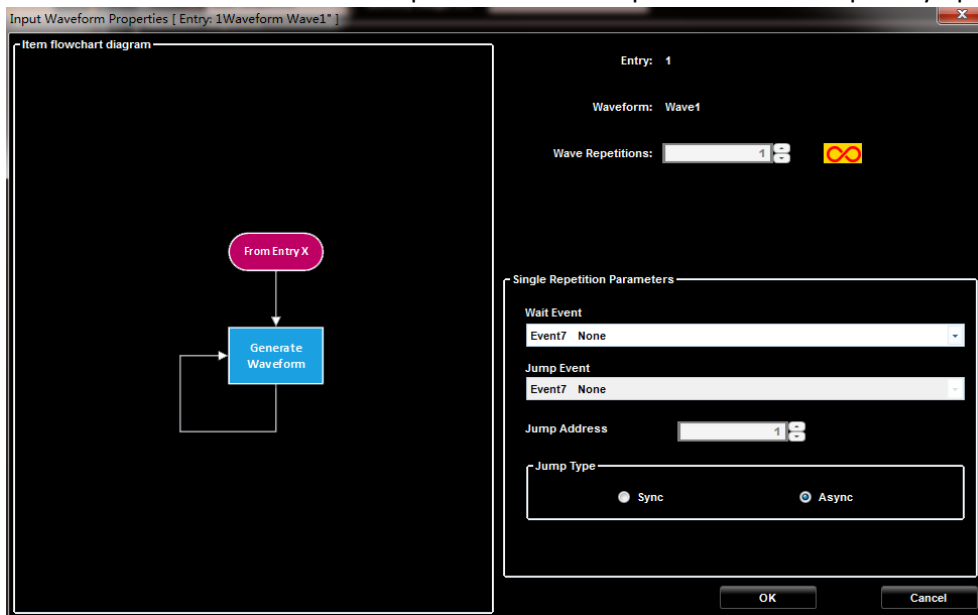 Input Waveform Properties [ Entry: 1Waveform Wave1" ]
Item flowchart diagram
From Entry X
Generate
Waveform
Entry: 1
Waveform: Wave1
Wave Repetitions: 1
Single Repetition Parameters
Wait Event
Event7 None
Jump Event
Event7 None
Jump Address 1
Jump Type
Sync Async
OK Cancel